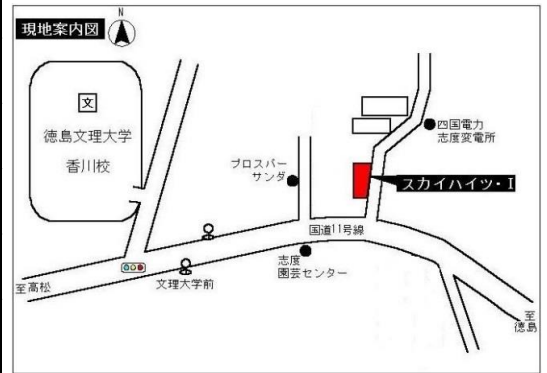 現地案内図
N
文
徳島文理大学
香川校
四国電力
志度変電所
プロスパー
サンダ
スカイハイツ・I
国道11号線
志度
園芸センター
文理大学前
至高松
至
徳島